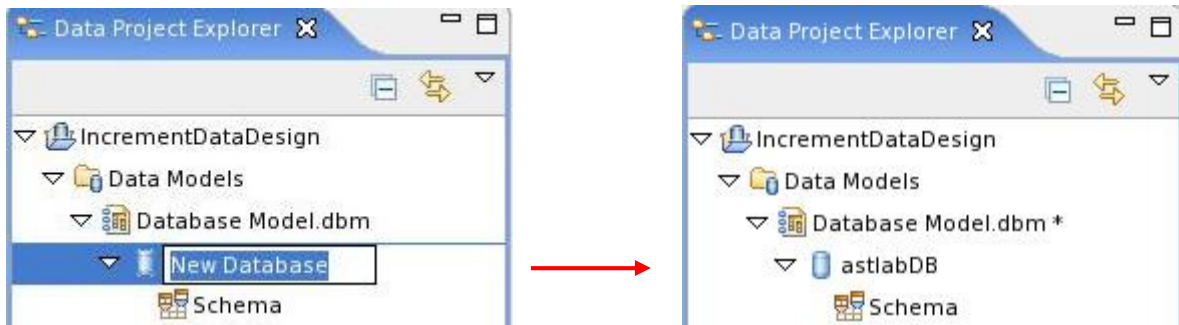 Data Project Explorer
IncrementDataDesign
Data Models
Database Model.dbm
New Database
Schema
Data Project Explorer
IncrementDataDesign
Data Models
Database Model.dbm *
astlabDB
Schema